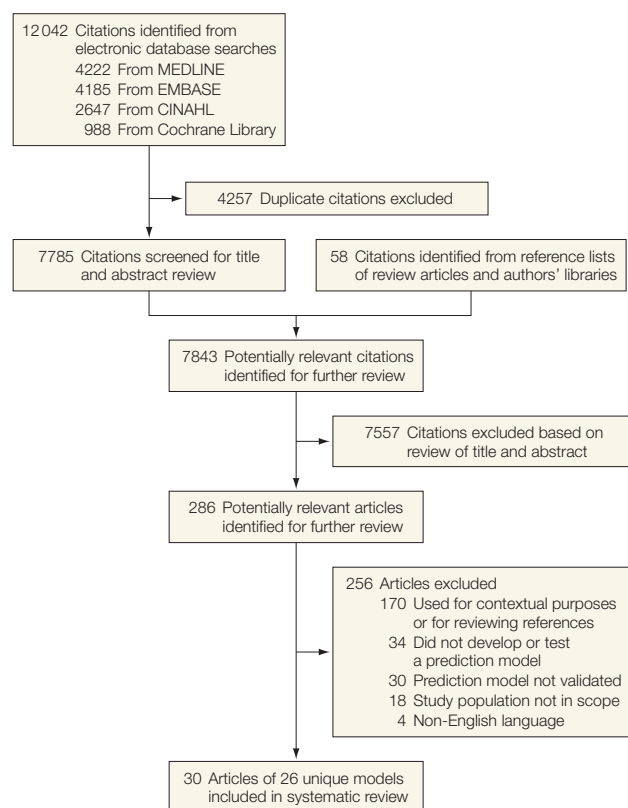 12 042 Citations identified from
electronic database searches
4222 From MEDLINE
4185 From EMBASE
2647 From CINAHL
988 From Cochrane Library
4257 Duplicate citations excluded
7785 Citations screened for title
and abstract review
58 Citations identified from reference lists
of review articles and authors’ libraries
7843 Potentially relevant citations
identified for further review
7557 Citations excluded based on
review of title and abstract
286 Potentially relevant articles
identified for further review
256 Articles excluded
170 Used for contextual purposes
or for reviewing references
34 Did not develop or test
a prediction model
30 Prediction model not validated
18 Study population not in scope
4 Non-English language
30 Articles of 26 unique models
included in systematic review